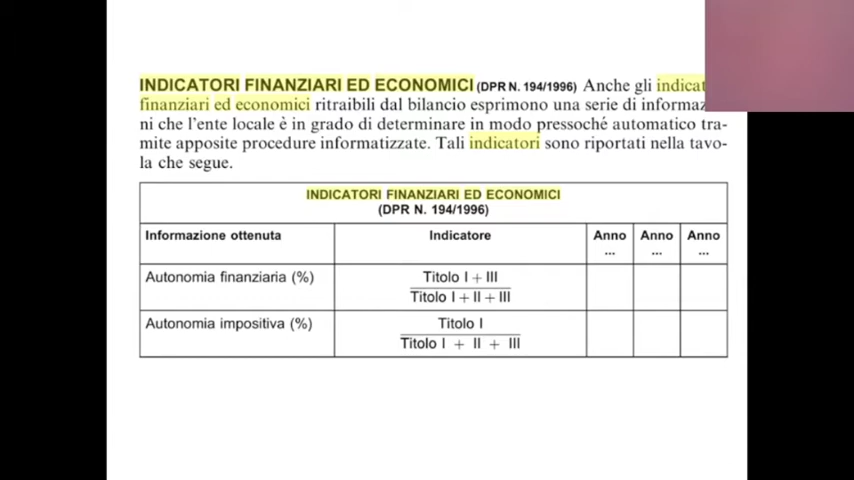 INDICATORI FINANZIARI ED ECONOMICI (DPR N. 194/1996) Anche gli
finanziari ed economici ritraibili dal bilancio esprimono una serie di
ni che l'ente locale è in grado di determinare in modo pressoché automatico tra-
mite apposite procedure informatizzate. Tali indicatori sono riportati nella tavo-
la che segue.
INDICATORI FINANZIARI ED ECONOMICI
(DPR N. 194/1996)
Informazione ottenuta Indicatore Anno ... Anno ... Anno ...
Autonomia finanziaria (%)
Titolo I + III
Titolo I + II + III
Autonomia impositiva (%)
Titolo I
Titolo I + II + III